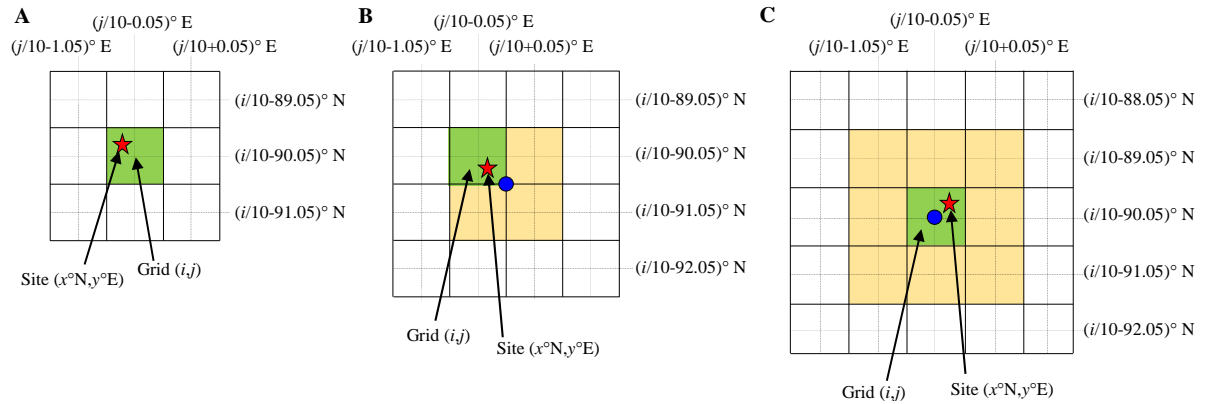 A
(j/10-0.05)° E
(j/10-1.05)° E
(j/10+0.05)° E
(i/10-89.05)° N
(i/10-90.05)° N
(i/10-91.05)° N
Site (x°N,y°E)
Grid (i,j)
B
(j/10-0.05)° E
(j/10-1.05)° E
(j/10+0.05)° E
(i/10-89.05)° N
(i/10-90.05)° N
(i/10-91.05)° N
(i/10-92.05)° N
Grid (i,j)
Site (x°N,y°E)
C
(j/10-0.05)° E
(j/10-1.05)° E
(j/10+0.05)° E
(i/10-88.05)° N
(i/10-89.05)° N
(i/10-90.05)° N
(i/10-91.05)° N
(i/10-92.05)° N
Grid (i,j)
Site (x°N,y°E)